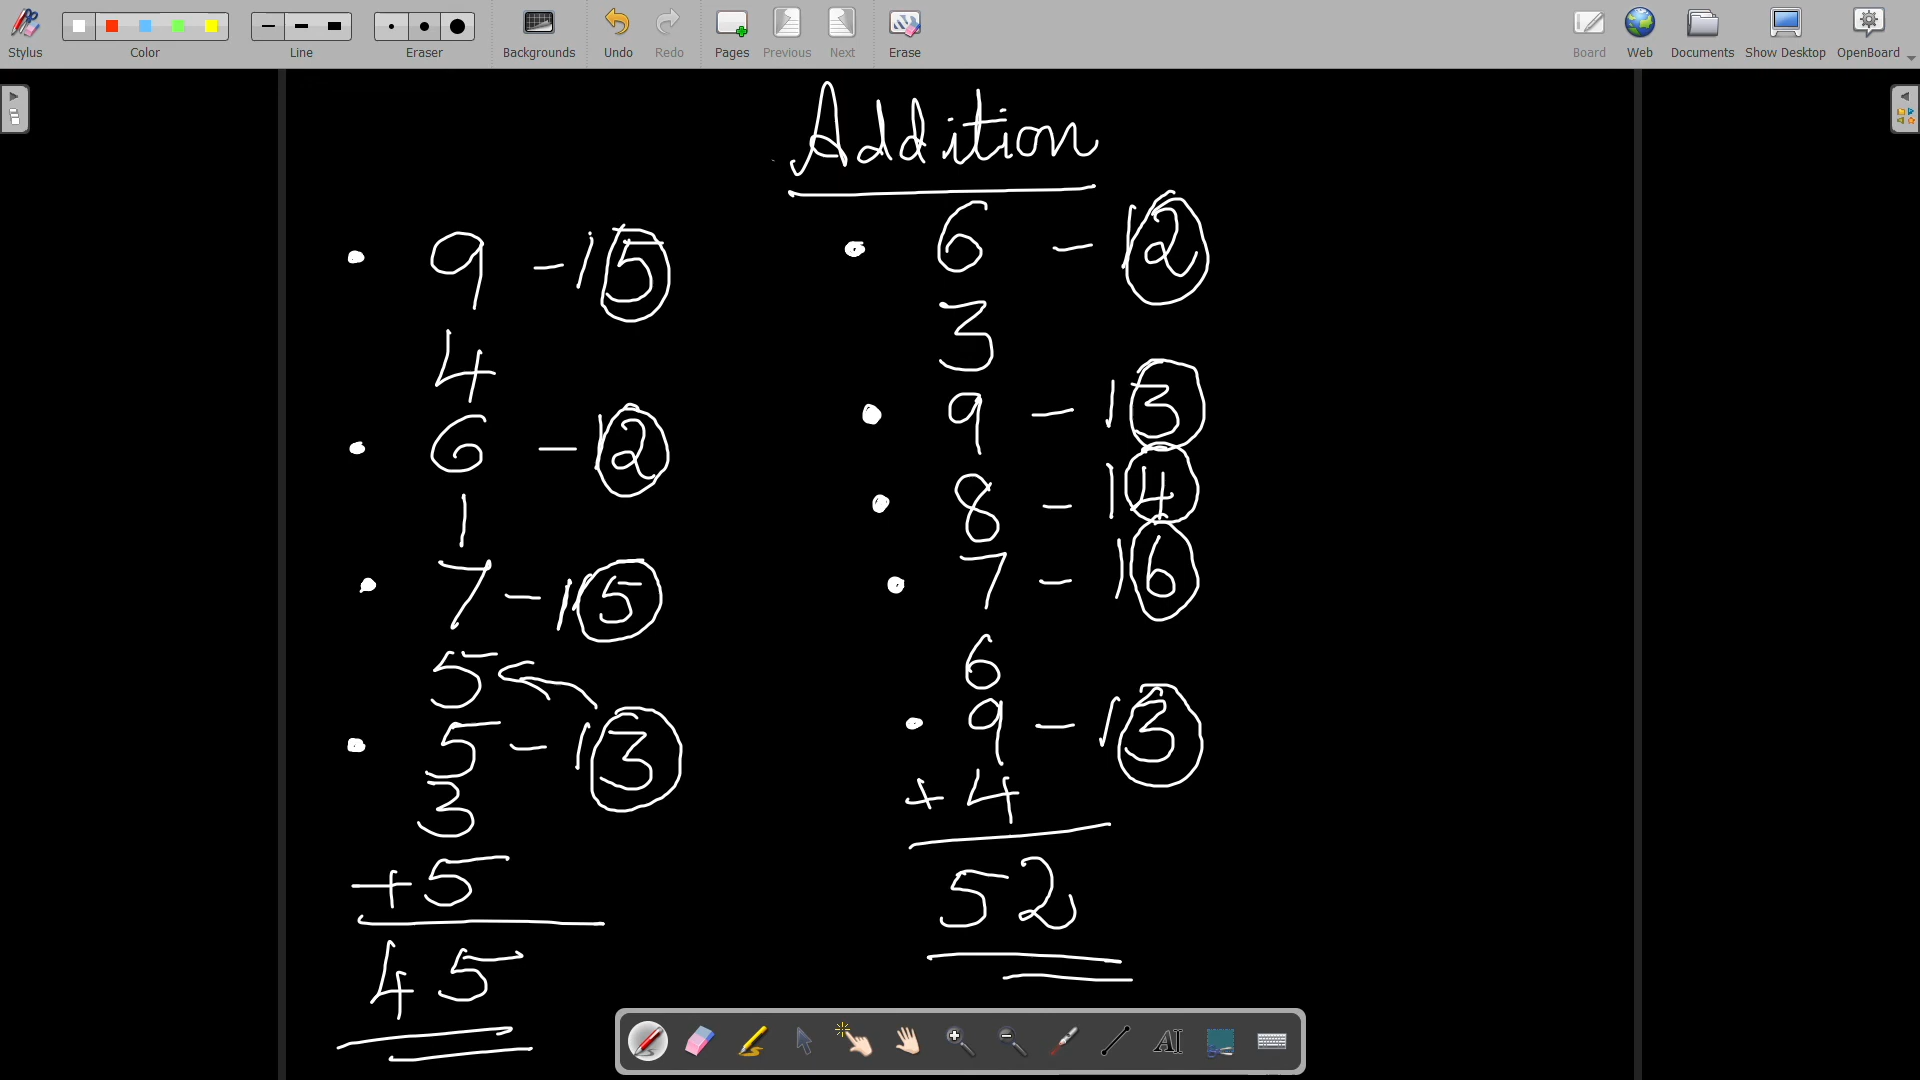 Stylus Color Line Eraser Backgrounds Undo Redo Pages Previous Next Erase Board Web Documents Show Desktop OpenBoard
Addition
9 - 15
4
6 - 12
1
7 - 15
5
5 - 13
3
+ 5
45
6 - 12
3
9 - 13
8 - 14
7 - 16
6
9 - 13
+ 4
52